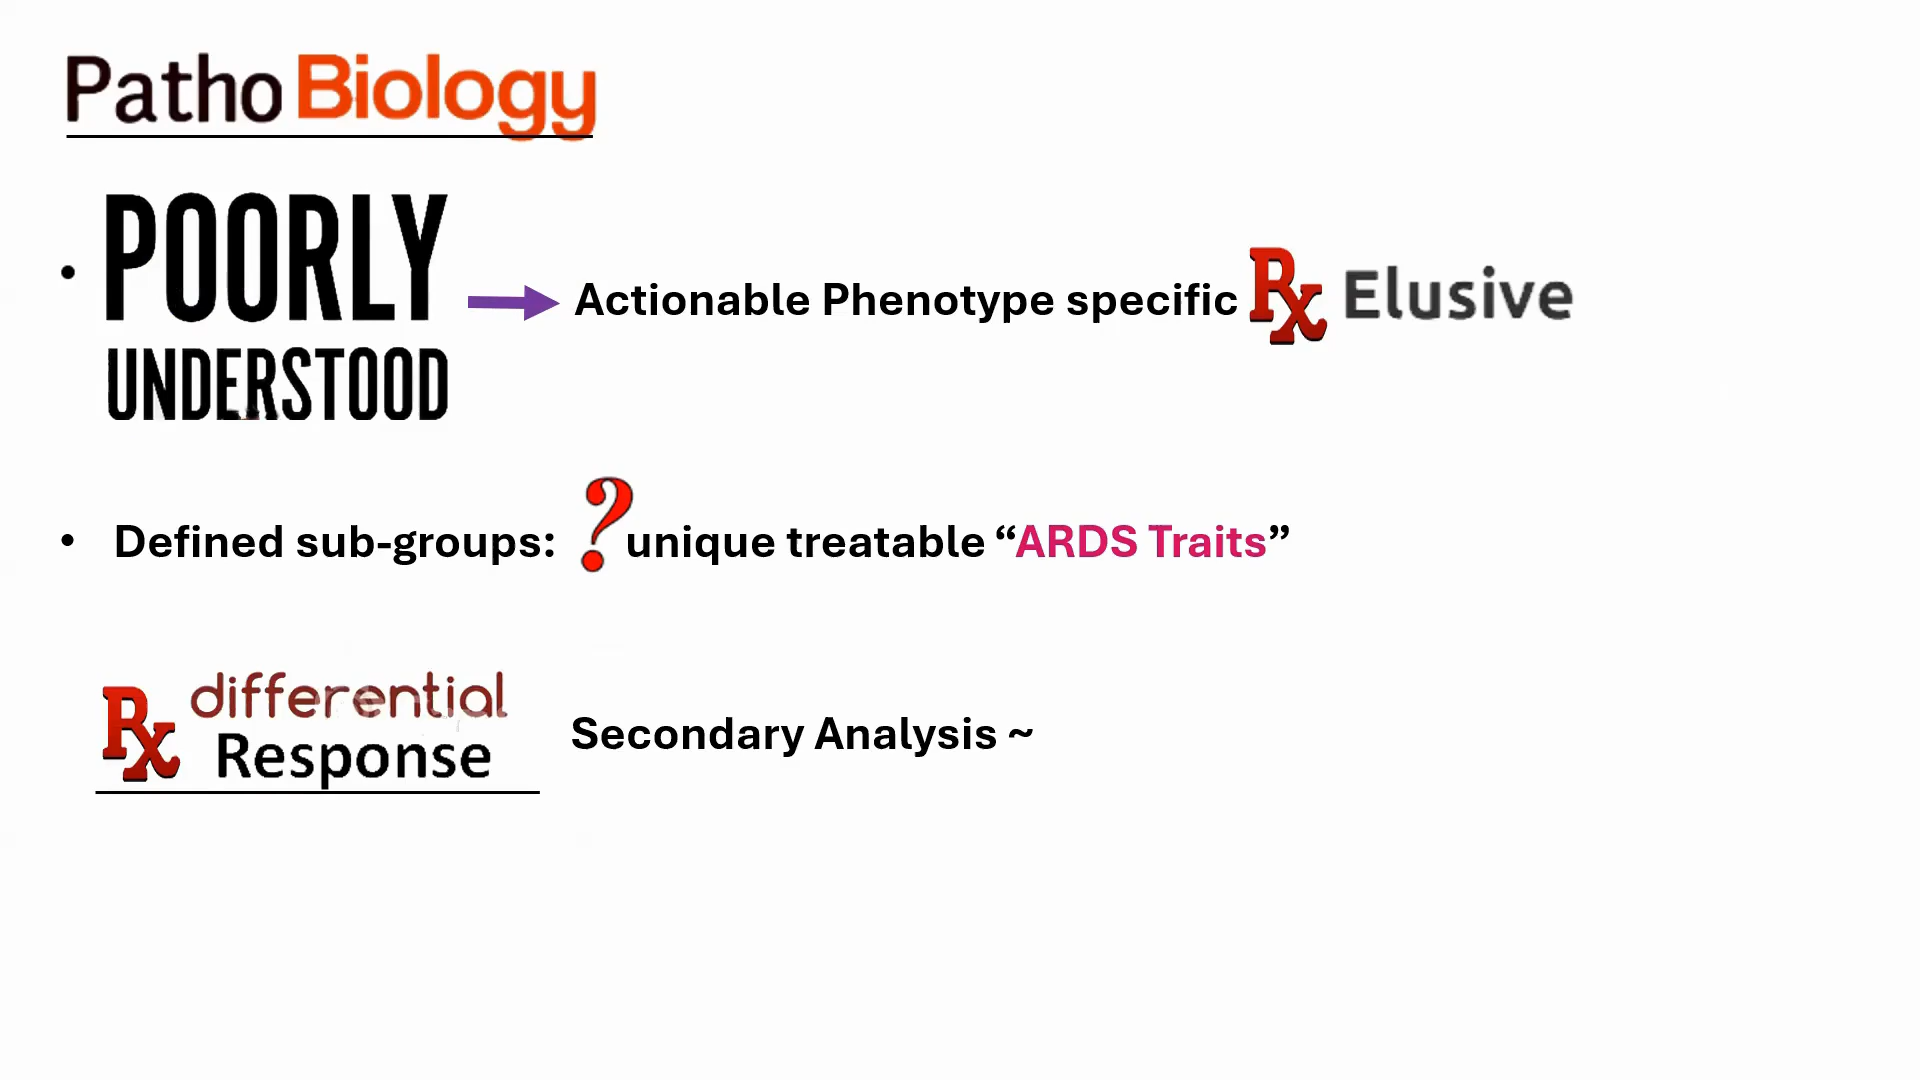 Patho Biology
• POORLY
UNDERSTOOD
Actionable Phenotype specific Rx Elusive
• Defined sub-groups: ? unique treatable “ARDS Traits”
Rx differential
Response
Secondary Analysis ~